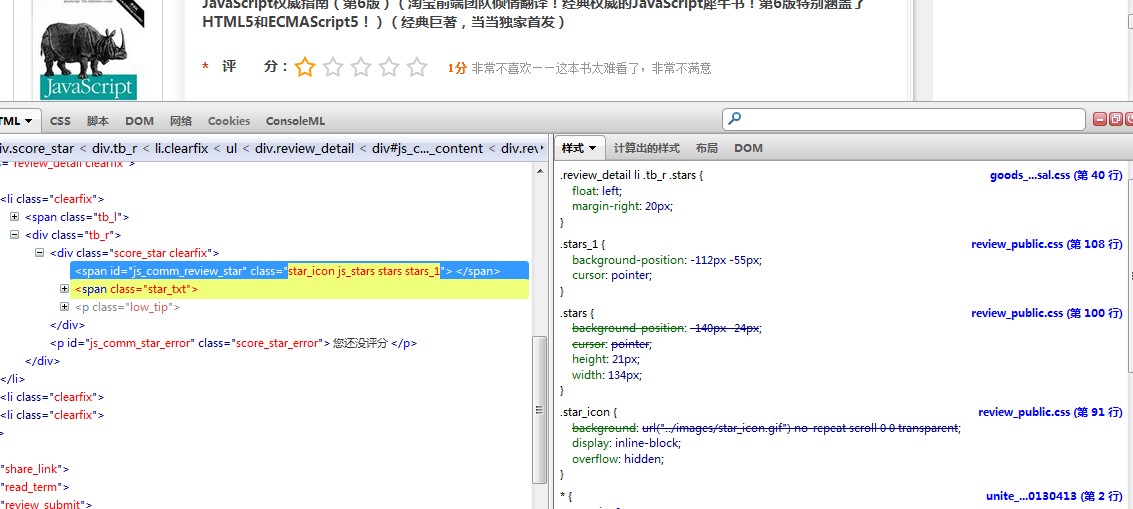 JavaScript权威指南（第6版）（淘宝前端团队倾情翻译！经典权威的JavaScript犀牛书！第6版特别涵盖了
HTML5和ECMAScript5！）（经典巨著，当当独家首发）
JavaScript
* 评 分： 1分 非常不喜欢——这本书太难看了，非常不满意
TML CSS 脚本 DOM 网络 Cookies ConsoleML
iv.score_star < div.tb_r < li.clearfix < ul < div.review_detail < div#js_c..._content < div.rev
样式 计算出的样式 布局 DOM
="review_detail clearfix">
<li class="clearfix">
<span class="tb_l">
<div class="tb_r">
<div class="score_star clearfix">
<span id="js_comm_review_star" class="star_icon js_stars stars stars_1"> </span>
<span class="star_txt">
<p class="low_tip">
</div>
<p id="js_comm_star_error" class="score_star_error"> 您还没评分 </p>
</div>
</li>
<li class="clearfix">
<li class="clearfix">
>
"share_link">
"read_term">
"review_submit">
.review_detail li .tb_r .stars { goods_...sal.css (第 40 行)
float: left;
margin-right: 20px;
}
.stars_1 { review_public.css (第 108 行)
background-position: -112px -55px;
cursor: pointer;
}
.stars { review_public.css (第 100 行)
background-position: -140px -24px;
cursor: pointer;
height: 21px;
width: 134px;
}
.star_icon { review_public.css (第 91 行)
background: url("../images/star_icon.gif") no-repeat scroll 0 0 transparent;
display: inline-block;
overflow: hidden;
}
* { unite_...0130413 (第 2 行)